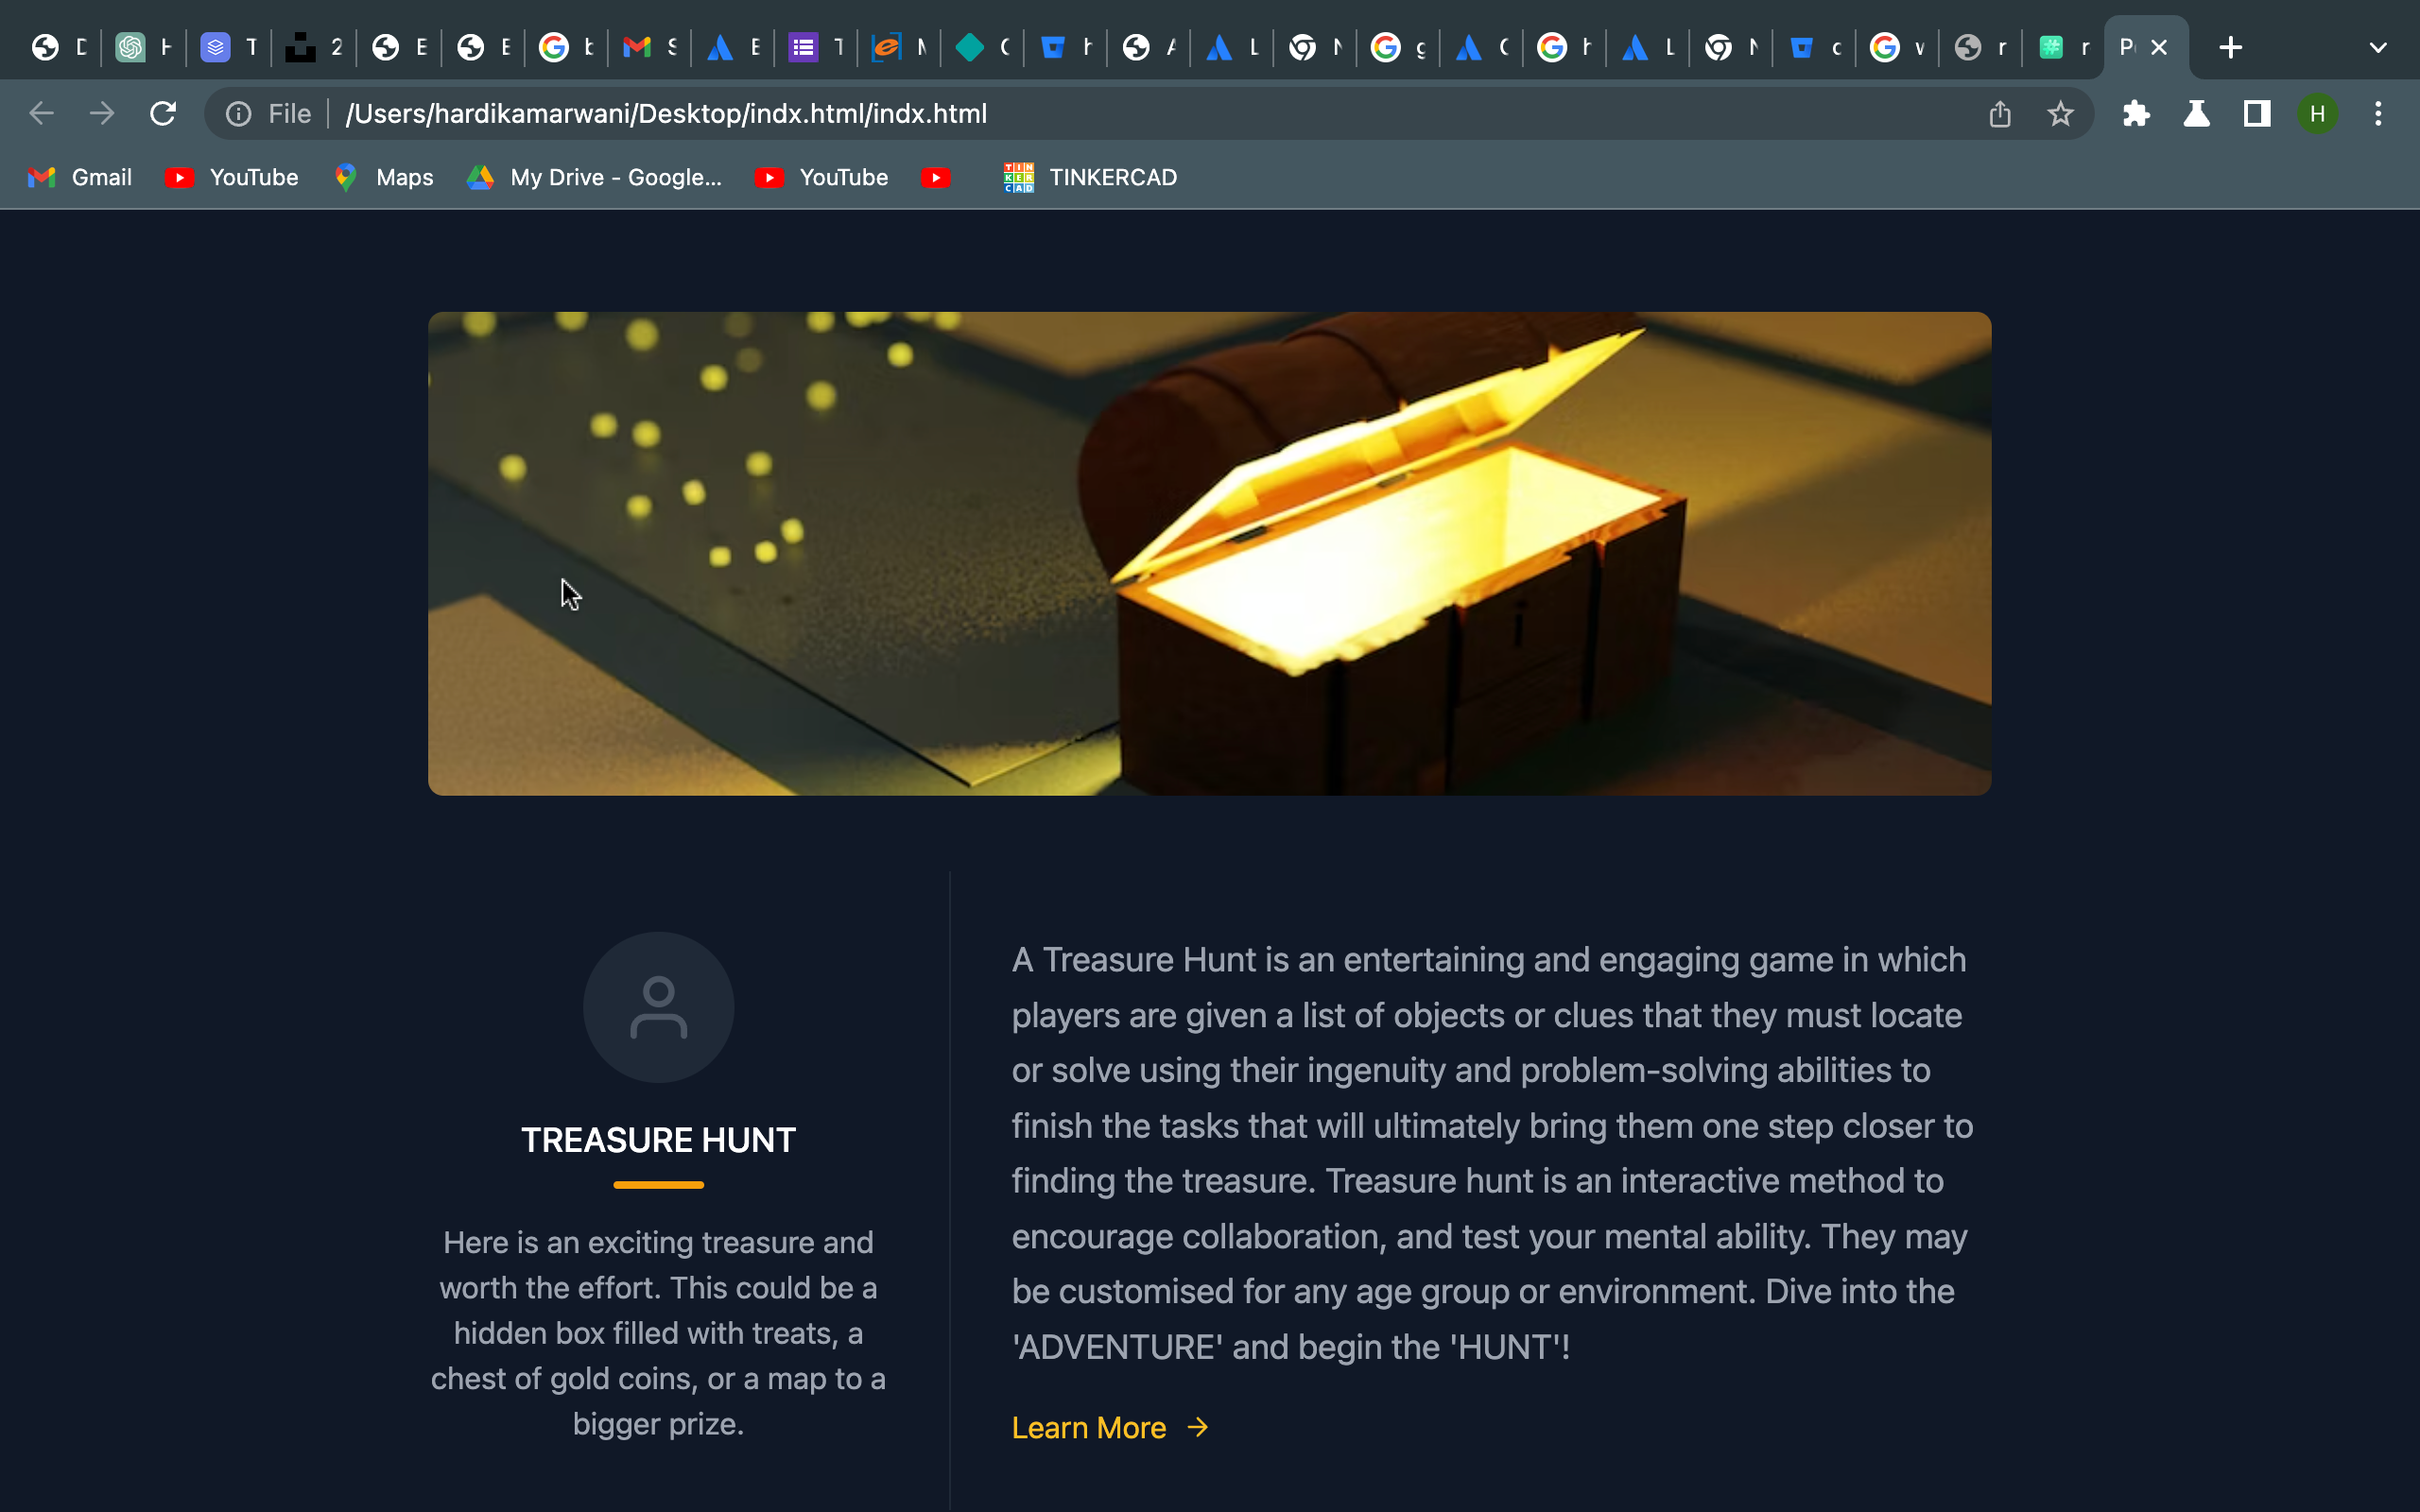 D H T 2 E E b S E T M C h A L N g C h L N c v r r P
File /Users/hardikamarwani/Desktop/indx.html/indx.html H
Gmail YouTube Maps My Drive - Google... YouTube TINKERCAD
TREASURE HUNT
Here is an exciting treasure and
worth the effort. This could be a
hidden box filled with treats, a
chest of gold coins, or a map to a
bigger prize.
A Treasure Hunt is an entertaining and engaging game in which
players are given a list of objects or clues that they must locate
or solve using their ingenuity and problem-solving abilities to
finish the tasks that will ultimately bring them one step closer to
finding the treasure. Treasure hunt is an interactive method to
encourage collaboration, and test your mental ability. They may
be customised for any age group or environment. Dive into the
'ADVENTURE' and begin the 'HUNT'!
Learn More